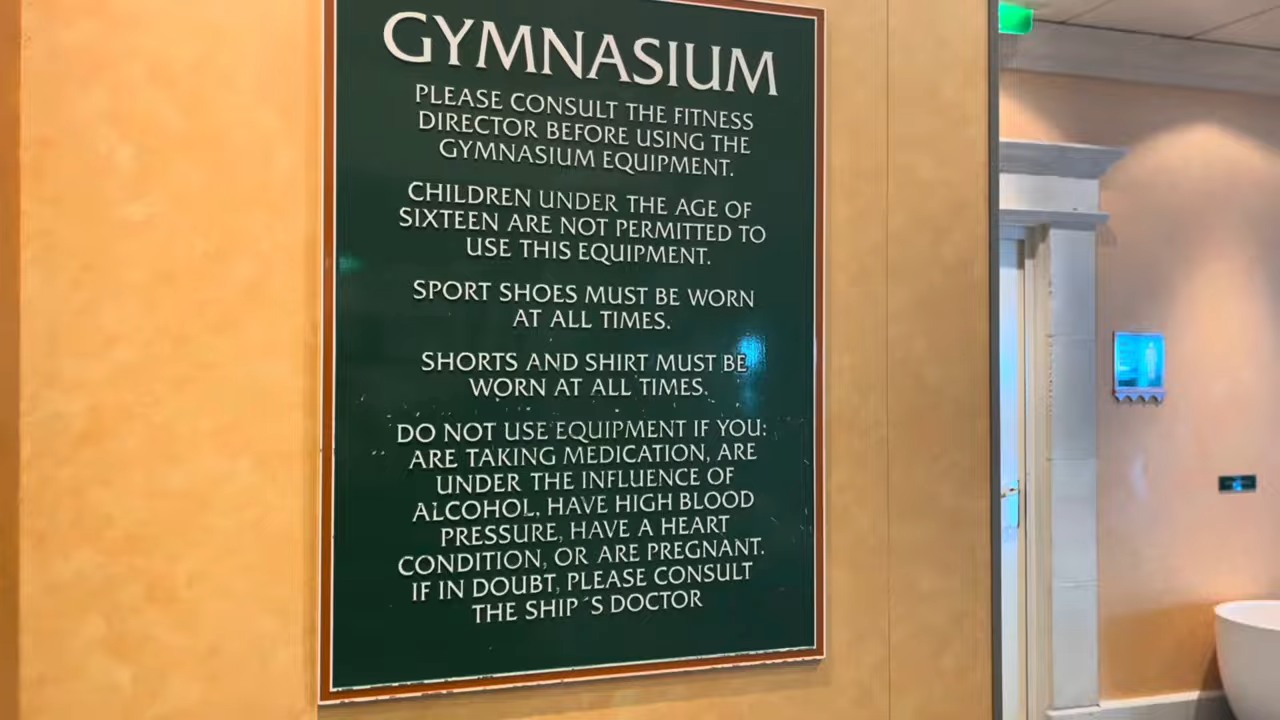 GYMNASIUM
PLEASE CONSULT THE FITNESS
DIRECTOR BEFORE USING THE
GYMNASIUM EQUIPMENT.
CHILDREN UNDER THE AGE OF
SIXTEEN ARE NOT PERMITTED TO
USE THIS EQUIPMENT.
SPORT SHOES MUST BE WORN
AT ALL TIMES.
SHORTS AND SHIRT MUST BE
WORN AT ALL TIMES.
DO NOT USE EQUIPMENT IF YOU:
ARE TAKING MEDICATION, ARE
UNDER THE INFLUENCE OF
ALCOHOL, HAVE HIGH BLOOD
PRESSURE, HAVE A HEART
CONDITION, OR ARE PREGNANT.
IF IN DOUBT, PLEASE CONSULT
THE SHIP´S DOCTOR